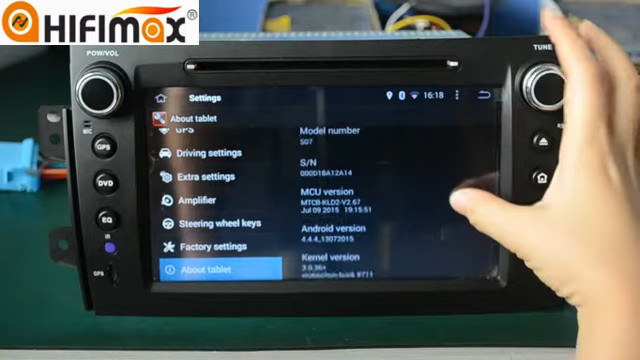 HIFIMAX®
POW/VOL
TUNE
Settings
16:18
About tablet
GPS
Model number
S07
MIC
GPS
Driving settings
S/N
000D18A12A14
Extra settings
DVD
MCU version
MTCB-KLD2-V2.67
Jul 09 2015 19:15:51
Amplifier
EQ
Steering wheel keys
Android version
4.4.4_13072015
IR
Factory settings
Kernel version
3.0.36+
GPS
About tablet